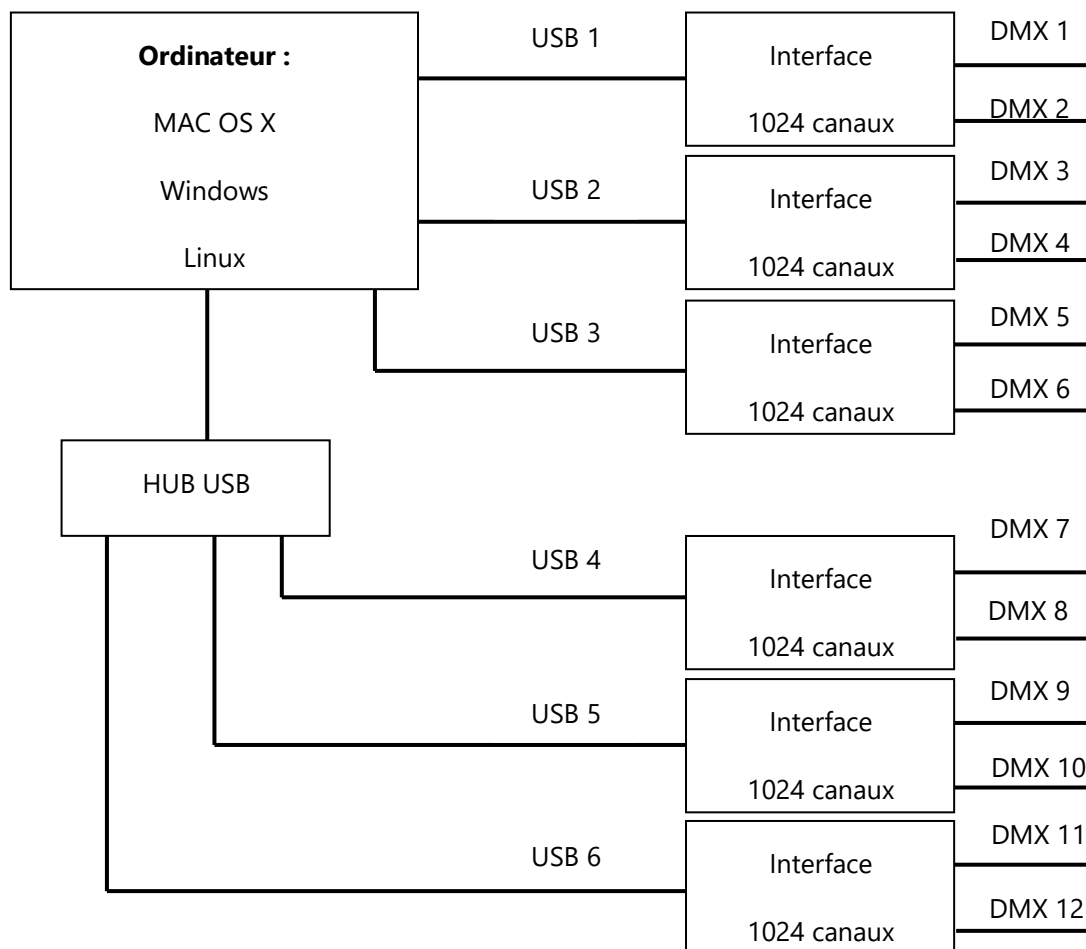 Ordinateur :
MAC OS X
Windows
Linux
USB 1
Interface
1024 canaux
DMX 1
DMX 2
USB 2
Interface
1024 canaux
DMX 3
DMX 4
USB 3
Interface
1024 canaux
DMX 5
DMX 6
HUB USB
USB 4
Interface
1024 canaux
DMX 7
DMX 8
USB 5
Interface
1024 canaux
DMX 9
DMX 10
USB 6
Interface
1024 canaux
DMX 11
DMX 12